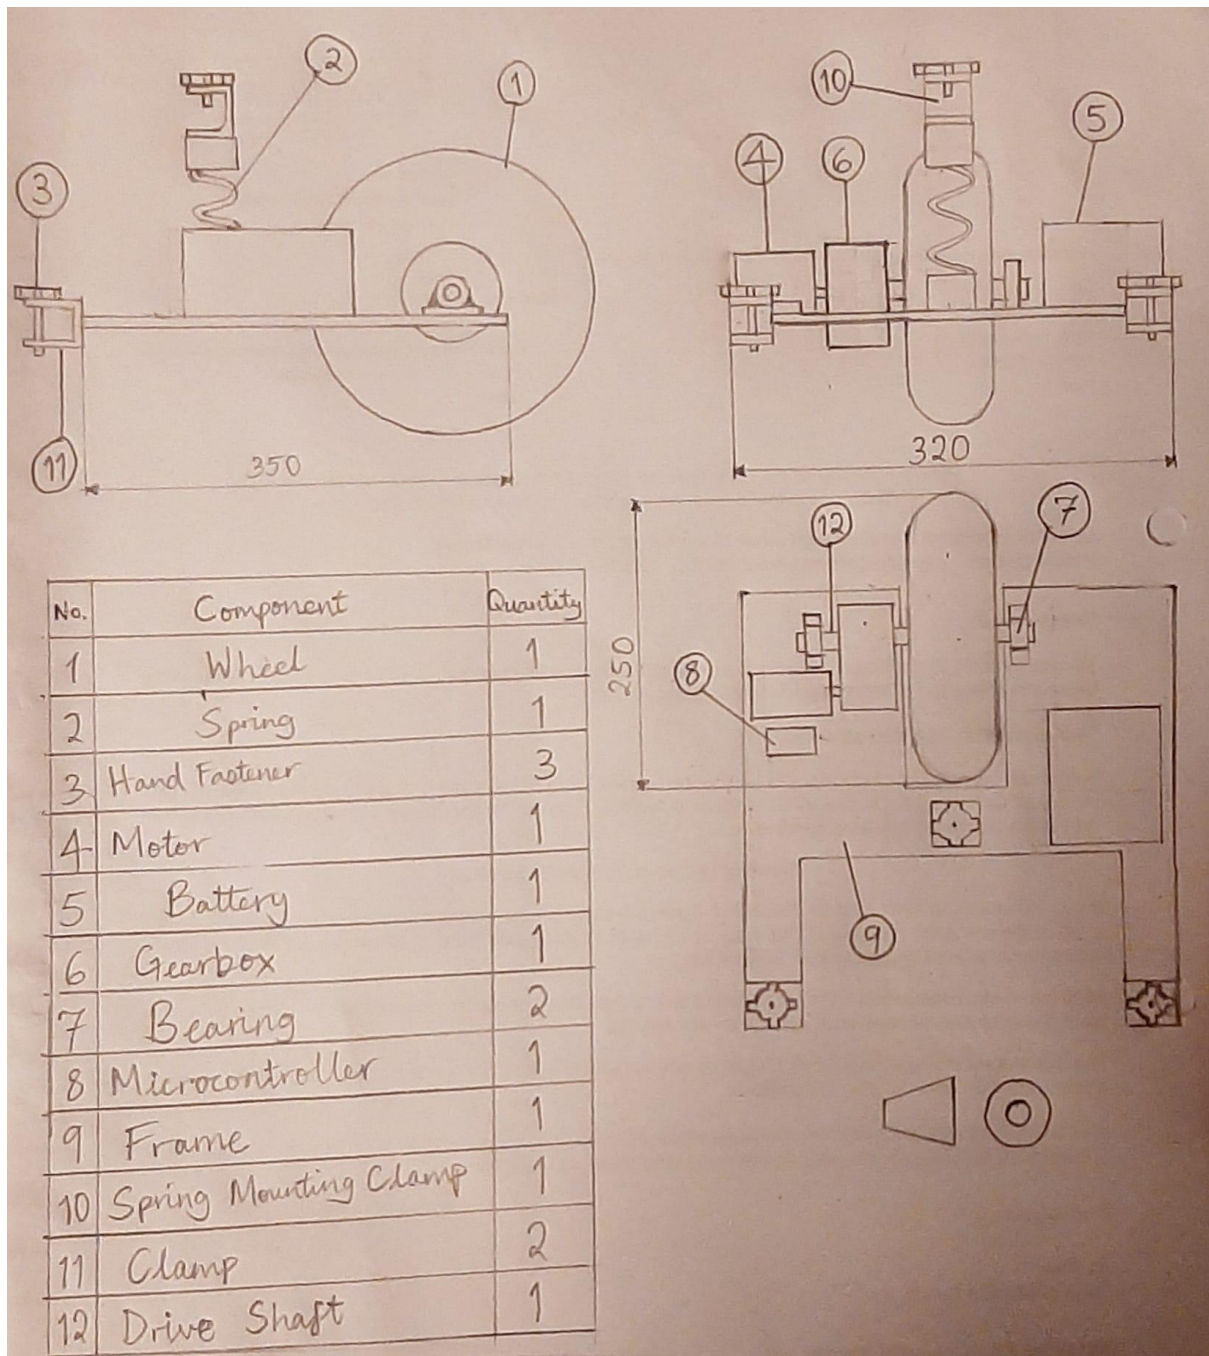 2
1
3
11
350
10
4
6
5
320
12
7
8
250
9
No. Component Quantity
1 Wheel 1
2 Spring 1
3 Hand Fastener 3
4 Motor 1
5 Battery 1
6 Gearbox 1
7 Bearing 2
8 Microcontroller 1
9 Frame 1
10 Spring Mounting Clamp 1
11 Clamp 2
12 Drive Shaft 1